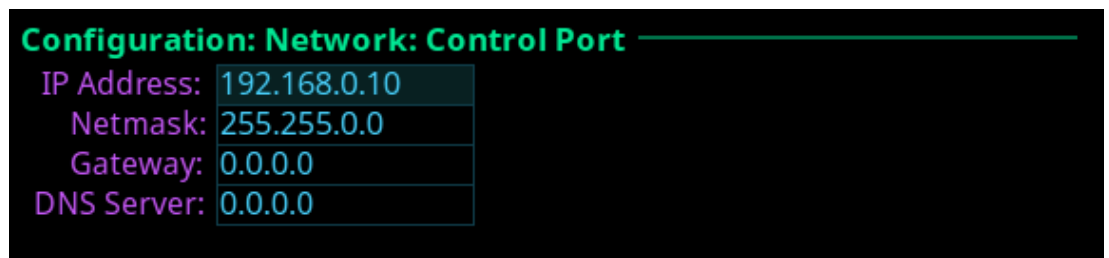 Configuration: Network: Control Port
IP Address: 192.168.0.10
Netmask: 255.255.0.0
Gateway: 0.0.0.0
DNS Server: 0.0.0.0